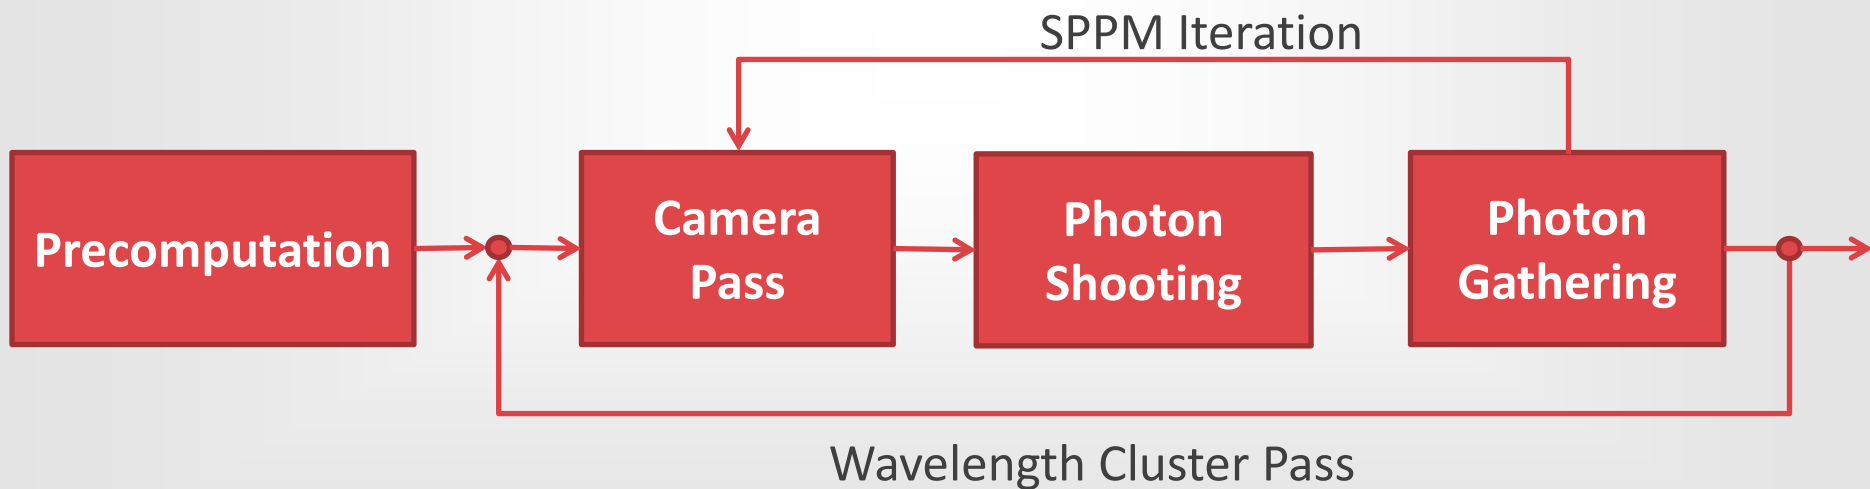 SPPM Iteration
Precomputation
Camera
Pass
Photon
Shooting
Photon
Gathering
Wavelength Cluster Pass